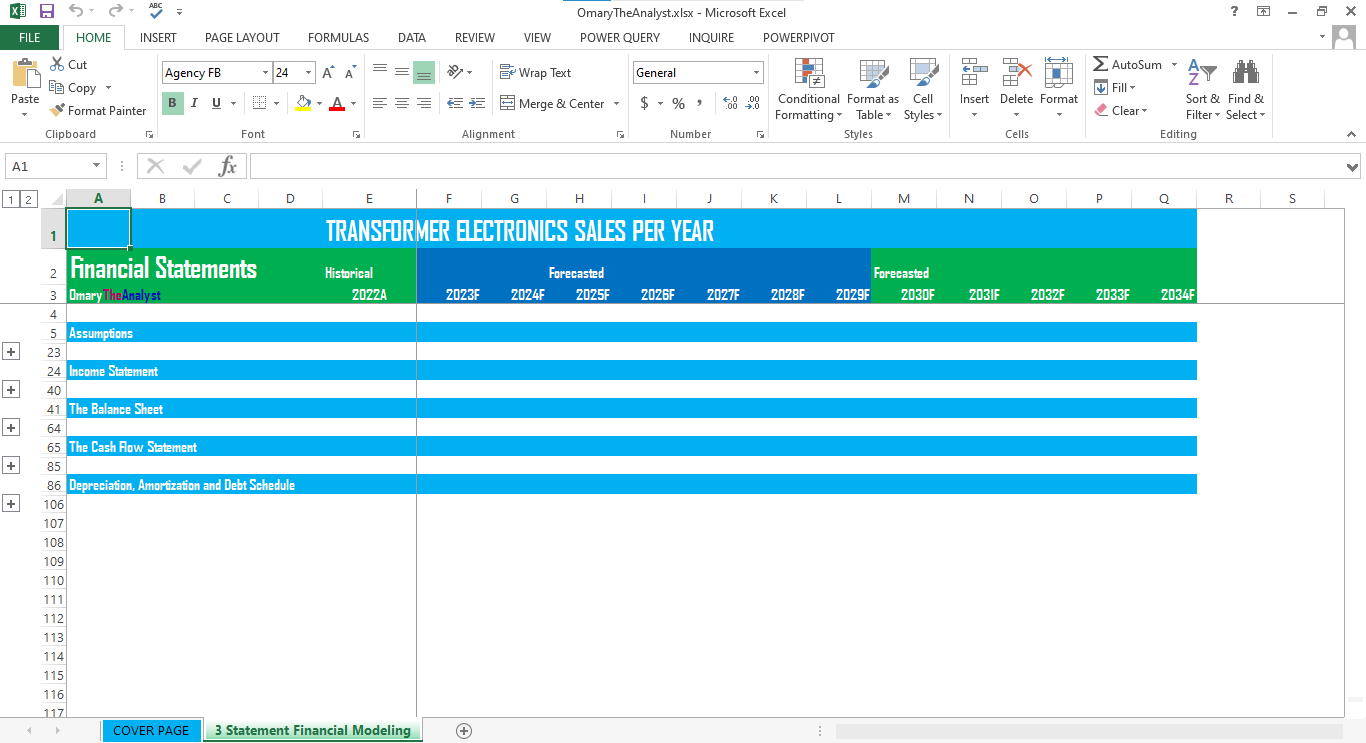 ABC
OmaryTheAnalyst.xlsx - Microsoft Excel
?
FILE HOME INSERT PAGE LAYOUT FORMULAS DATA REVIEW VIEW POWER QUERY INQUIRE POWERPIVOT
Paste
Cut
Copy
Format Painter
Clipboard
Agency FB 24
B I U
Font
Wrap Text
Merge & Center
Alignment
General
$ % ,
Number
Conditional Formatting
Format as Table
Cell Styles
Styles
Insert Delete Format
Cells
AutoSum
Fill
Clear
Sort & Filter
Find & Select
Editing
A1 fx
1 2
A B C D E F G H I J K L M N O P Q R S
1 TRANSFORMER ELECTRONICS SALES PER YEAR
2 Financial Statements Historical Forecasted Forecasted
3 OmaryTheAnalyst 2022A 2023F 2024F 2025F 2026F 2027F 2028F 2029F 2030F 2031F 2032F 2033F 2034F
4
5 Assumptions
23
24 Income Statement
40
41 The Balance Sheet
64
65 The Cash Flow Statement
85
86 Depreciation, Amortization and Debt Schedule
106
107
108
109
110
111
112
113
114
115
116
117
COVER PAGE 3 Statement Financial Modeling